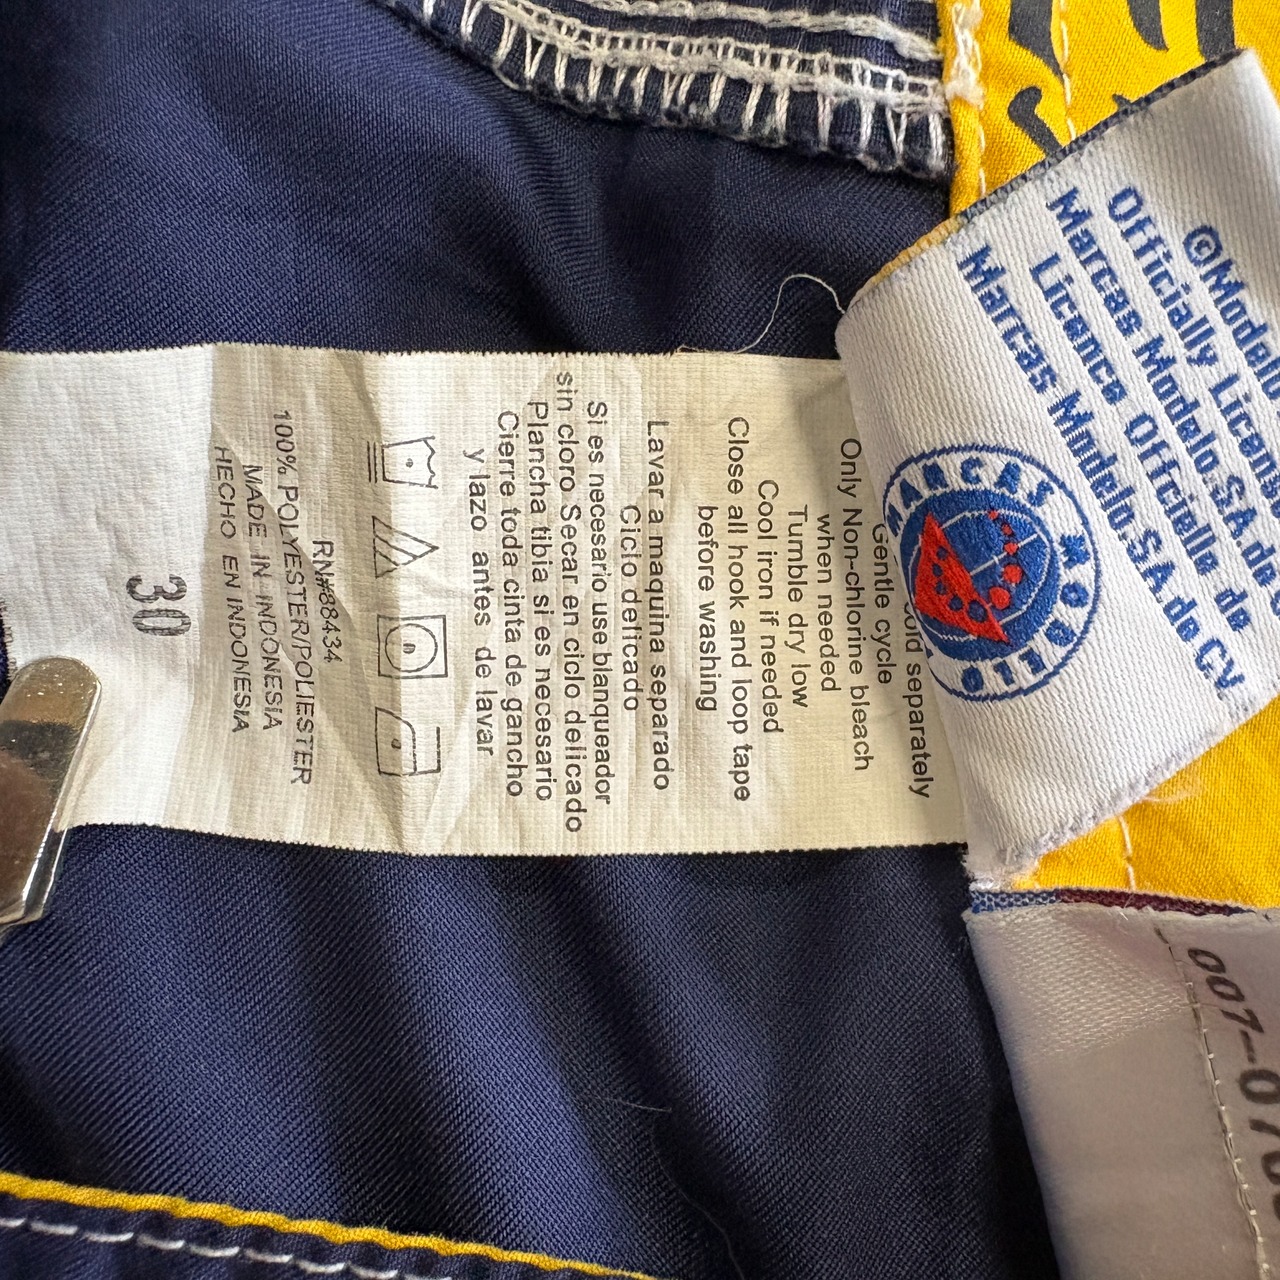 old separately
Gentle cycle
Only Non-chlorine bleach
when needed
Tumble dry low
Cool iron if needed
Close all hook and loop tape
before washing
Lavar a maquina separado
Ciclo delicado
Si es necesario use blanqueador
sin cloro Secar en ciclo delicado
Plancha tibia si es necesario
Cierre toda cinta de gancho
y lazo antes de lavar
RN#88434
100% POLYESTER/POLIESTER
MADE IN INDONESIA
HECHO EN INDONESIA
30
©Modelo
Officially Licens
Marcas Modelo.S.A.de
Licence Officielle de
Marcas Modelo.S.A.de CV
MARCAS MODELO
007-070